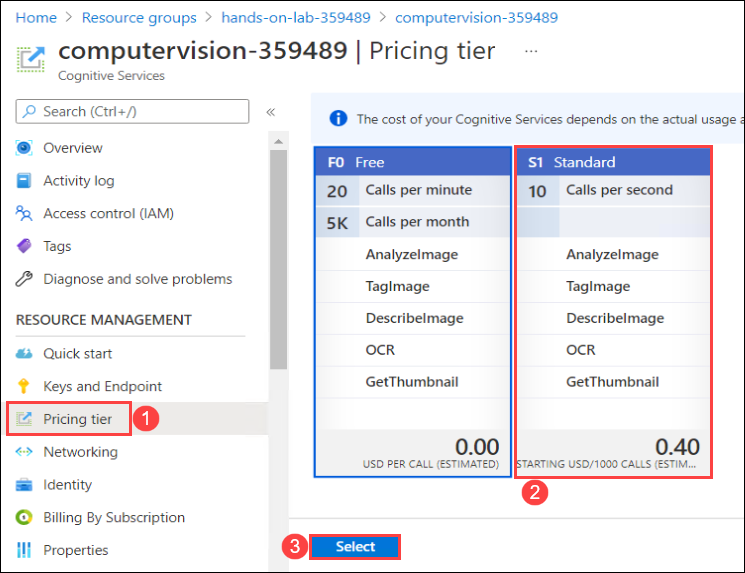 Home > Resource groups > hands-on-lab-359489 > computervision-359489
computervision-359489 | Pricing tier ...
Cognitive Services
Search (Ctrl+/)
«
Overview
Activity log
Access control (IAM)
Tags
Diagnose and solve problems
RESOURCE MANAGEMENT
Quick start
Keys and Endpoint
Pricing tier
1
Networking
Identity
Billing By Subscription
Properties
The cost of your Cognitive Services depends on the actual usage a
F0 Free
20 Calls per minute
5K Calls per month
AnalyzeImage
TagImage
DescribeImage
OCR
GetThumbnail
0.00
USD PER CALL (ESTIMATED)
S1 Standard
10 Calls per second
AnalyzeImage
TagImage
DescribeImage
OCR
GetThumbnail
0.40
STARTING USD/1000 CALLS (ESTIM...
2
3
Select